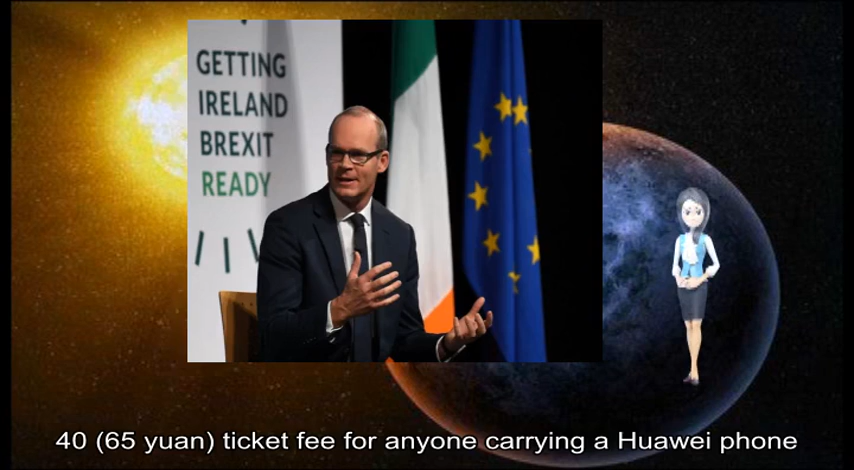 GETTING
IRELAND
BREXIT
READY
40 (65 yuan) ticket fee for anyone carrying a Huawei phone